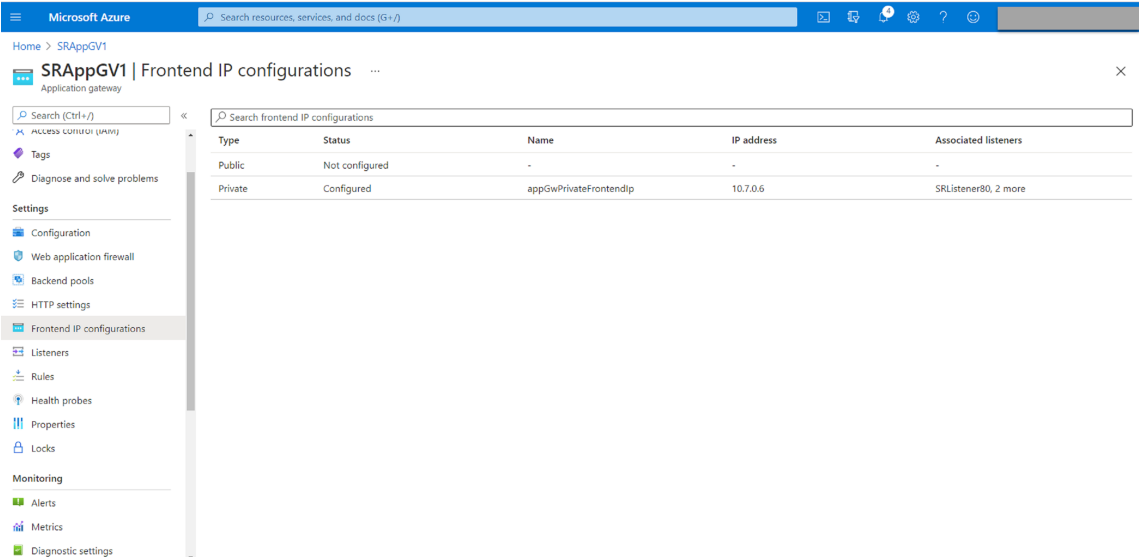 Microsoft Azure
Search resources, services, and docs (G+/)
4
Home > SRAppGV1
SRAppGV1 | Frontend IP configurations ...
Application gateway
Search (Ctrl+/)
«
Search frontend IP configurations
Access control (IAM)
Tags
Diagnose and solve problems
Settings
Configuration
Web application firewall
Backend pools
HTTP settings
Frontend IP configurations
Listeners
Rules
Health probes
Properties
Locks
Monitoring
Alerts
Metrics
Diagnostic settings
Type Status Name IP address Associated listeners
Public Not configured - - -
Private Configured appGwPrivateFrontendIp 10.7.0.6 SRListener80, 2 more